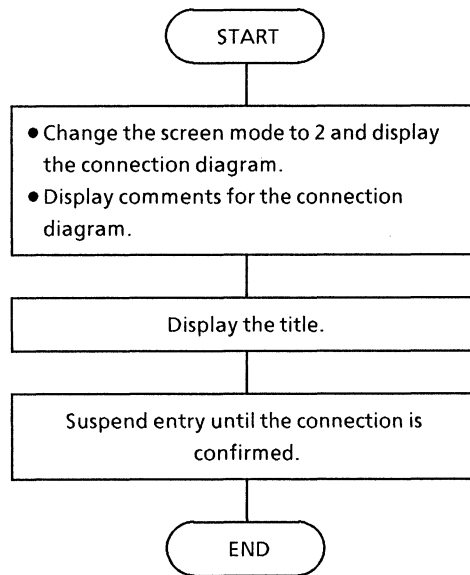 START
● Change the screen mode to 2 and display
the connection diagram.
● Display comments for the connection
diagram.
Display the title.
Suspend entry until the connection is
confirmed.
END